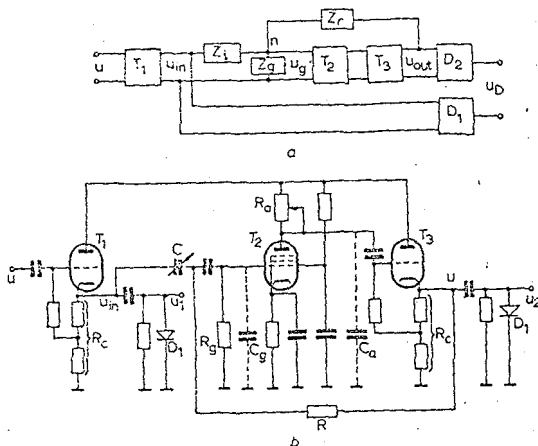 Zr
n
u
T1
uin
Zi
Zg
ug
T2
T3
uout
D2
uD
D1
a
Ra
T1
C
T2
T3
u
uin
u1
D1
Rc
Rg
Cg
Ca
Rc
u
u2
D1
R
b